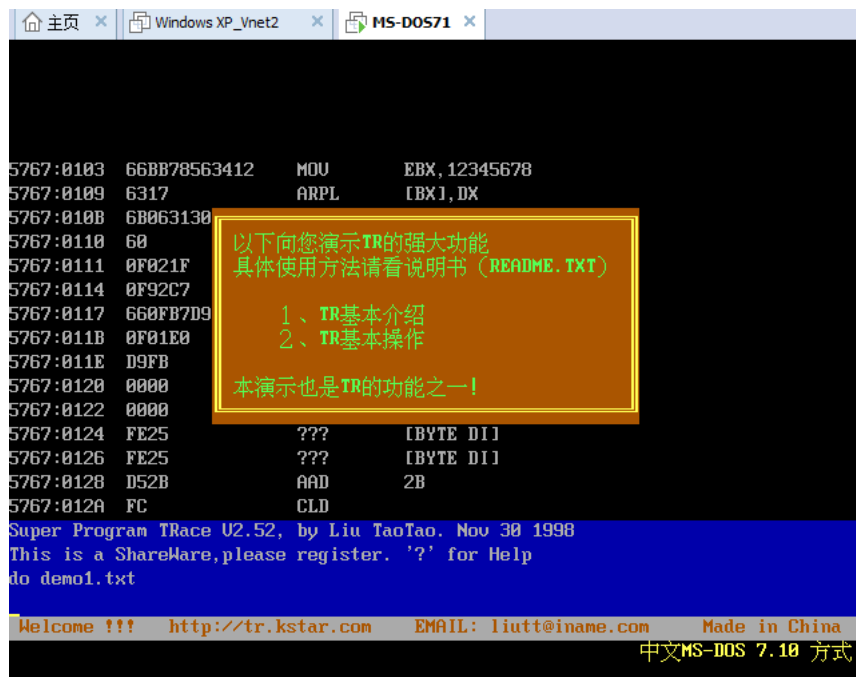 主页 × Windows XP_Vnet2 × MS-DOS71 ×
5767:0103 66BB78563412 MOV EBX,12345678
5767:0109 6317 ARPL [BX],DX
5767:010B 6B063130
5767:0110 60
5767:0111 0F021F
5767:0114 0F92C7
5767:0117 660FB7D9
5767:011B 0F01E0
5767:011E D9FB
5767:0120 0000
5767:0122 0000
5767:0124 FE25 ??? [BYTE DI]
5767:0126 FE25 ??? [BYTE DI]
5767:0128 D52B AAD 2B
5767:012A FC CLD
以下向您演示TR的强大功能
具体使用方法请看说明书（README.TXT）
1、TR基本介绍
2、TR基本操作
本演示也是TR的功能之一!
Super Program TRace V2.52, by Liu TaoTao. Nov 30 1998
This is a ShareWare,please register. '?' for Help
do demo1.txt
Welcome !!! http://tr.kstar.com EMAIL: liutt@iname.com Made in China
中文MS-DOS 7.10 方式